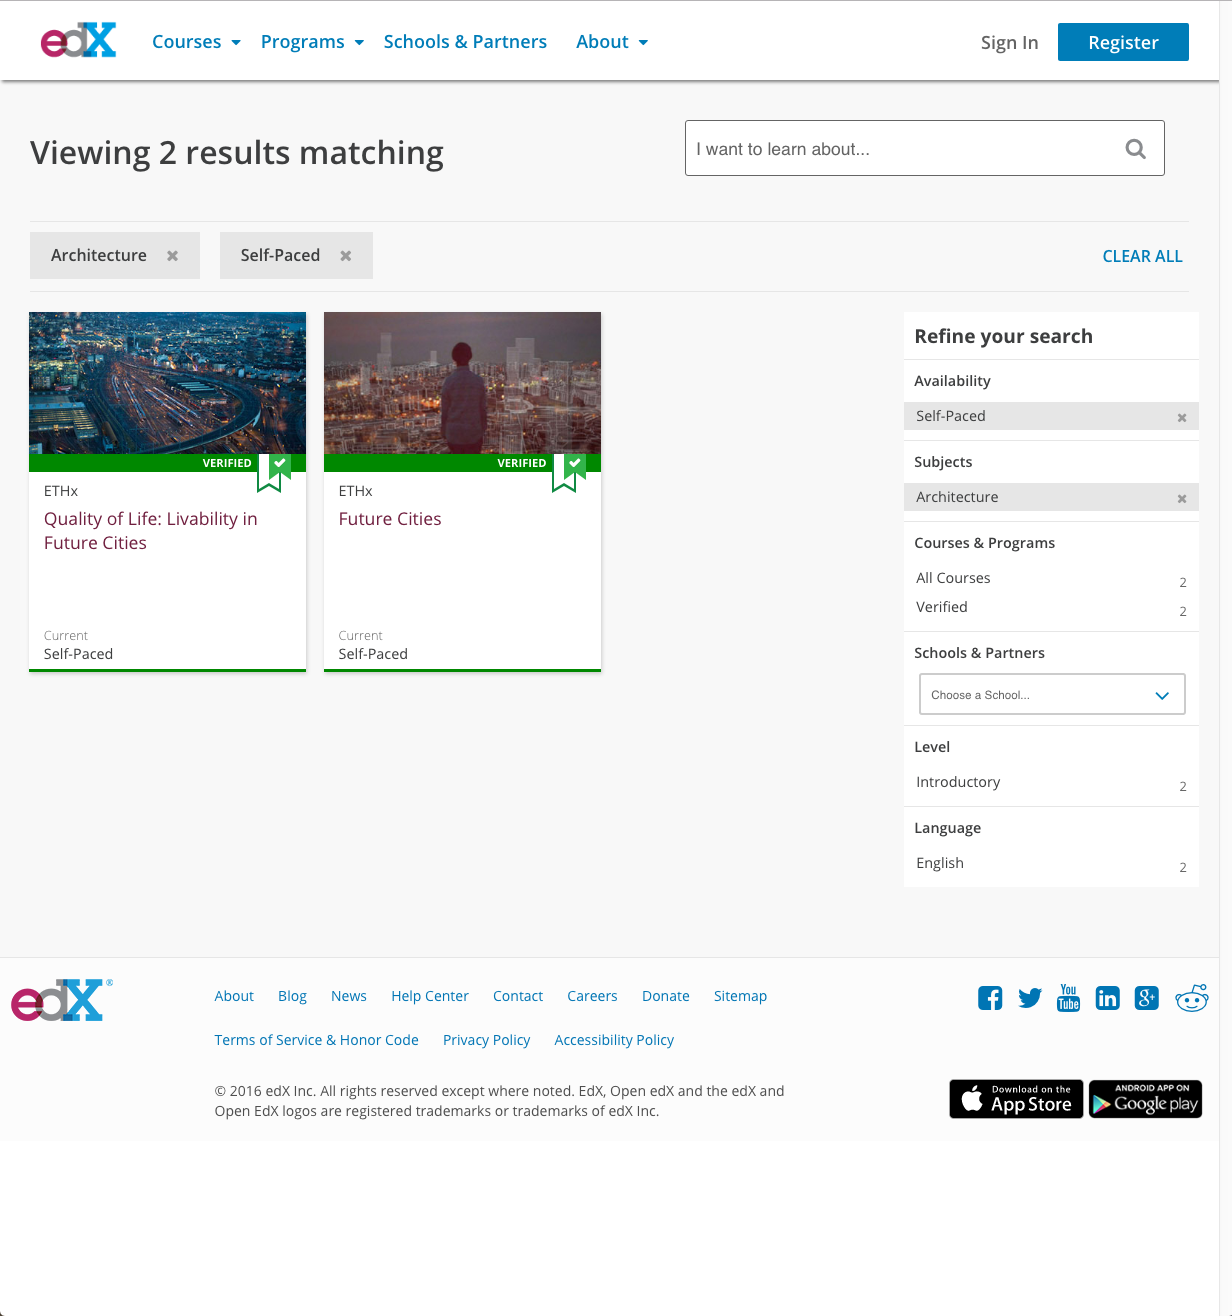 edX
Courses
Programs
Schools & Partners
About
Sign In
Register
Viewing 2 results matching
I want to learn about...
Architecture
Self-Paced
CLEAR ALL
VERIFIED
ETHx
Quality of Life: Livability in
Future Cities
Current
Self-Paced
VERIFIED
ETHx
Future Cities
Current
Self-Paced
Refine your search
Availability
Self-Paced
Subjects
Architecture
Courses & Programs
All Courses 2
Verified 2
Schools & Partners
Choose a School...
Level
Introductory 2
Language
English 2
edX®
About Blog News Help Center Contact Careers Donate Sitemap
Terms of Service & Honor Code Privacy Policy Accessibility Policy
© 2016 edX Inc. All rights reserved except where noted. EdX, Open edX and the edX and
Open EdX logos are registered trademarks or trademarks of edX Inc.
You
Tube
in
g+
Download on the
App Store
ANDROID APP ON
Google play